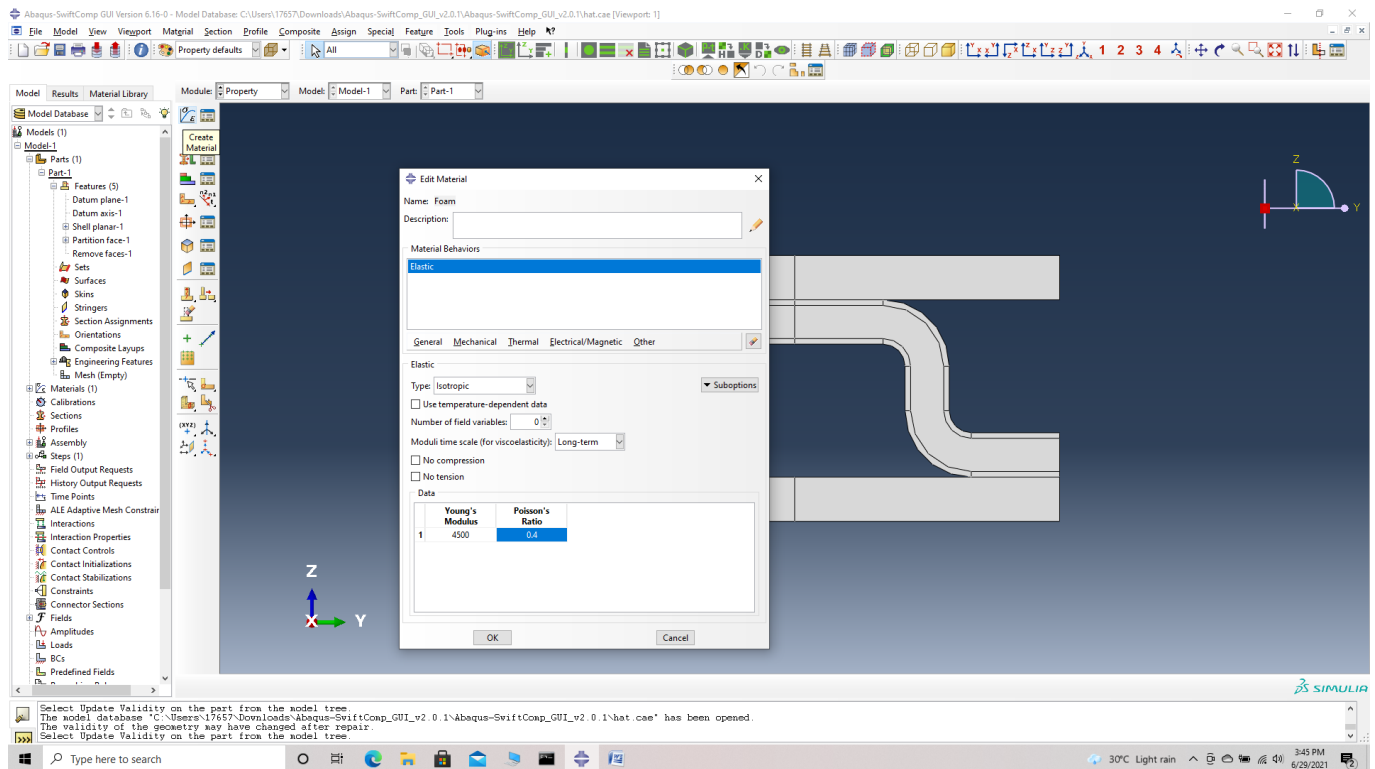 Abaqus-SwiftComp GUI Version 6.16-0 - Model Database: C:\Users\17657\Downloads\Abaqus-SwiftComp_GUI_v2.0.1\Abaqus-SwiftComp_GUI_v2.0.1\hat.cae [Viewport: 1]
File Model Viewport View Material Section Profile Composite Assign Special Feature Tools Plug-ins Help
Property defaults All 1 2 3 4
Model Results Material Library Module: Property Model: Model-1 Part: Part-1
Model Database
Models (1)
Model-1
Parts (1)
Part-1
Features (5)
Datum plane-1
Datum axis-1
Shell planar-1
Partition face-1
Remove faces-1
Sets
Surfaces
Skins
Stringers
Section Assignments
Orientations
Composite Layups
Engineering Features
Mesh (Empty)
Materials (1)
Calibrations
Sections
Profiles
Assembly
Steps (1)
Field Output Requests
History Output Requests
Time Points
ALE Adaptive Mesh Constrair
Interactions
Interaction Properties
Contact Controls
Contact Initializations
Contact Stabilizations
Constraints
Connector Sections
Fields
Amplitudes
Loads
BCs
Predefined Fields
Create
Material
Edit Material
Name: Foam
Description:
Material Behaviors
Elastic
General Mechanical Thermal Electrical/Magnetic Other
Elastic
Type: Isotropic Suboptions
Use temperature-dependent data
Number of field variables: 0
Moduli time scale (for viscoelasticity): Long-term
No compression
No tension
Data
Young's Modulus Poisson's Ratio
1 4500 0.4
OK Cancel
Z
X Y
Z
X Y
SIMULIA
Select Update Validity on the part from the model tree.
The model database "C:\Users\17657\Downloads\Abaqus-SwiftComp_GUI_v2.0.1\Abaqus-SwiftComp_GUI_v2.0.1\hat.cae" has been opened.
The validity of the geometry may have changed after repair.
Select Update Validity on the part from the model tree.
Type here to search
30°C Light rain
3:45 PM
6/29/2021